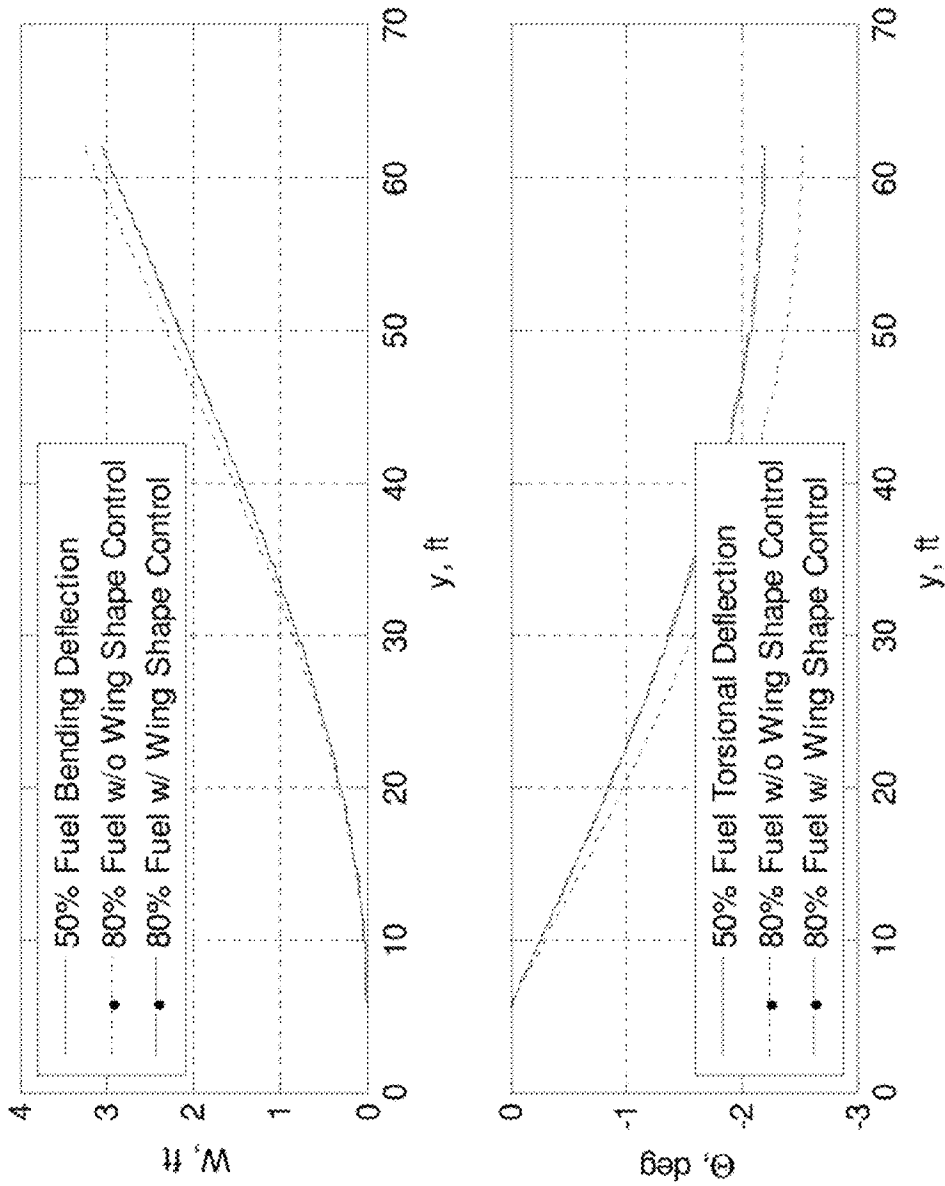 4
3
2
1
0
W, ft
50% Fuel Bending Deflection
80% Fuel w/o Wing Shape Control
80% Fuel w/ Wing Shape Control
0
10
20
30
40
50
60
70
y, ft
0
-1
-2
-3
Θ, deg
50% Fuel Torsional Deflection
80% Fuel w/o Wing Shape Control
80% Fuel w/ Wing Shape Control
0
10
20
30
40
50
60
70
y, ft